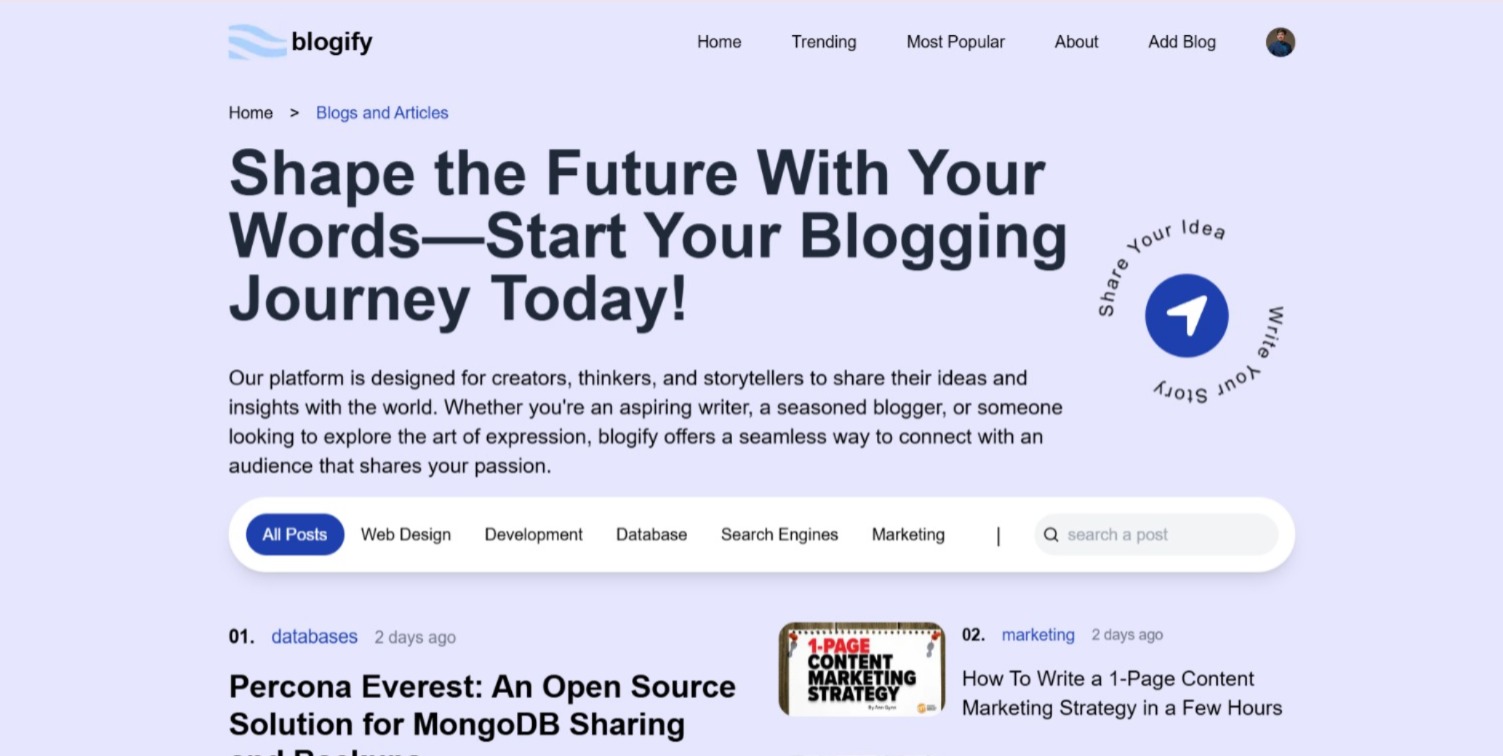 blogify
Home
Trending
Most Popular
About
Add Blog
Home > Blogs and Articles
Shape the Future With Your
Words—Start Your Blogging
Journey Today!
Share Your Idea
Write Your Story
Our platform is designed for creators, thinkers, and storytellers to share their ideas and
insights with the world. Whether you're an aspiring writer, a seasoned blogger, or someone
looking to explore the art of expression, blogify offers a seamless way to connect with an
audience that shares your passion.
All Posts
Web Design
Development
Database
Search Engines
Marketing
|
search a post
01. databases 2 days ago
Percona Everest: An Open Source
Solution for MongoDB Sharing
1-PAGE
CONTENT
MARKETING
STRATEGY
02. marketing 2 days ago
How To Write a 1-Page Content
Marketing Strategy in a Few Hours